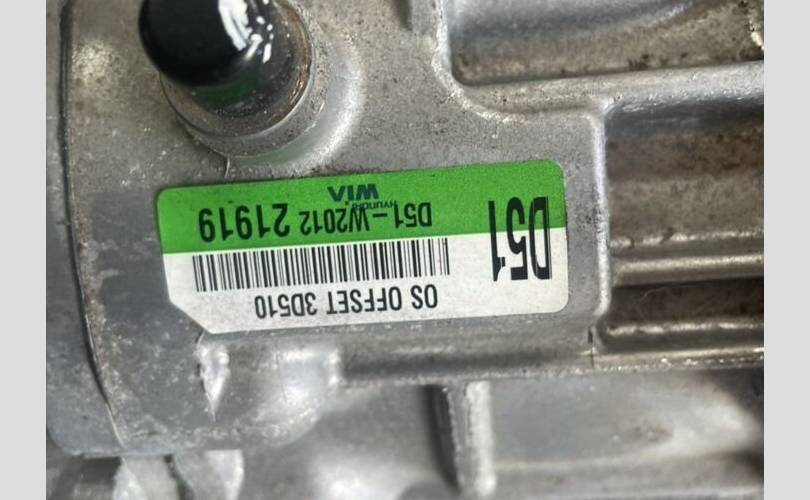 OS OFFSET 3D510
D51
D51-W2012 21919
HYUNDAI
WIA